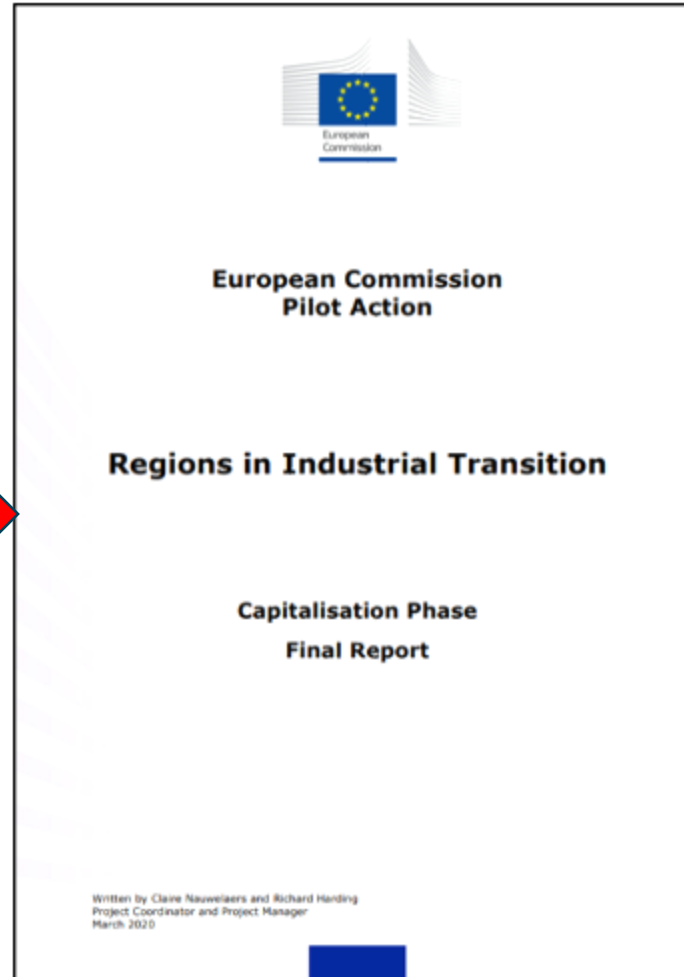 European
Commission
European Commission
Pilot Action
Regions in Industrial Transition
Capitalisation Phase
Final Report
Written by Claire Nauwelaers and Richard Harding
Project Coordinator and Project Manager
March 2020